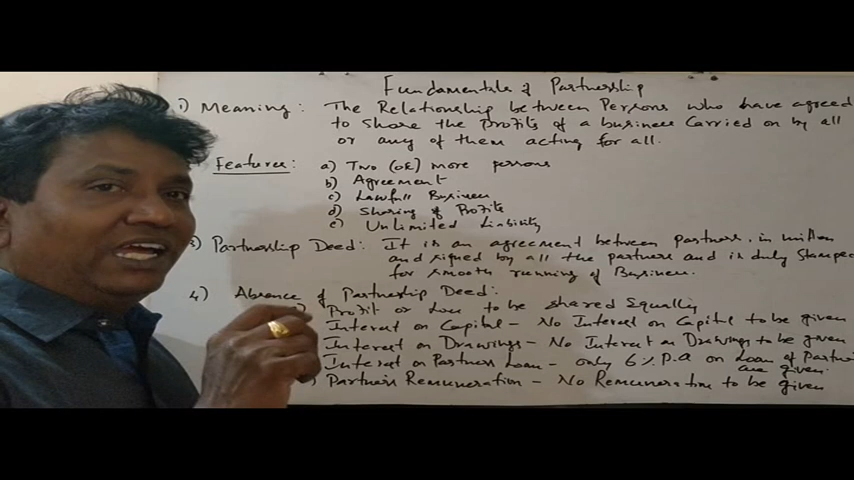 Fundamentals of Partnership
1) Meaning: The Relationship between Persons who have agreed
to share the Profits of a business Carried on by all
or any of them acting for all.
Features: a) Two (OR) More persons
b) Agreement
c) Lawfull Business
d) Sharing of Profits
e) Unlimited Liability
3) Partnership Deed: It is an agreement between partners, in written
and signed by all the partners and is duly stamped
for smooth running of Business.
4) Absence of Partnership Deed:
Profit or Loss to be shared Equally
Interest on Capital - No Interest on Capital to be given
Interest on Drawings - No Interest on Drawings to be given
Interest on Partners Loan - only 6% P.A on Loan of Partner
are given
Partners Remuneration - No Remuneration to be given